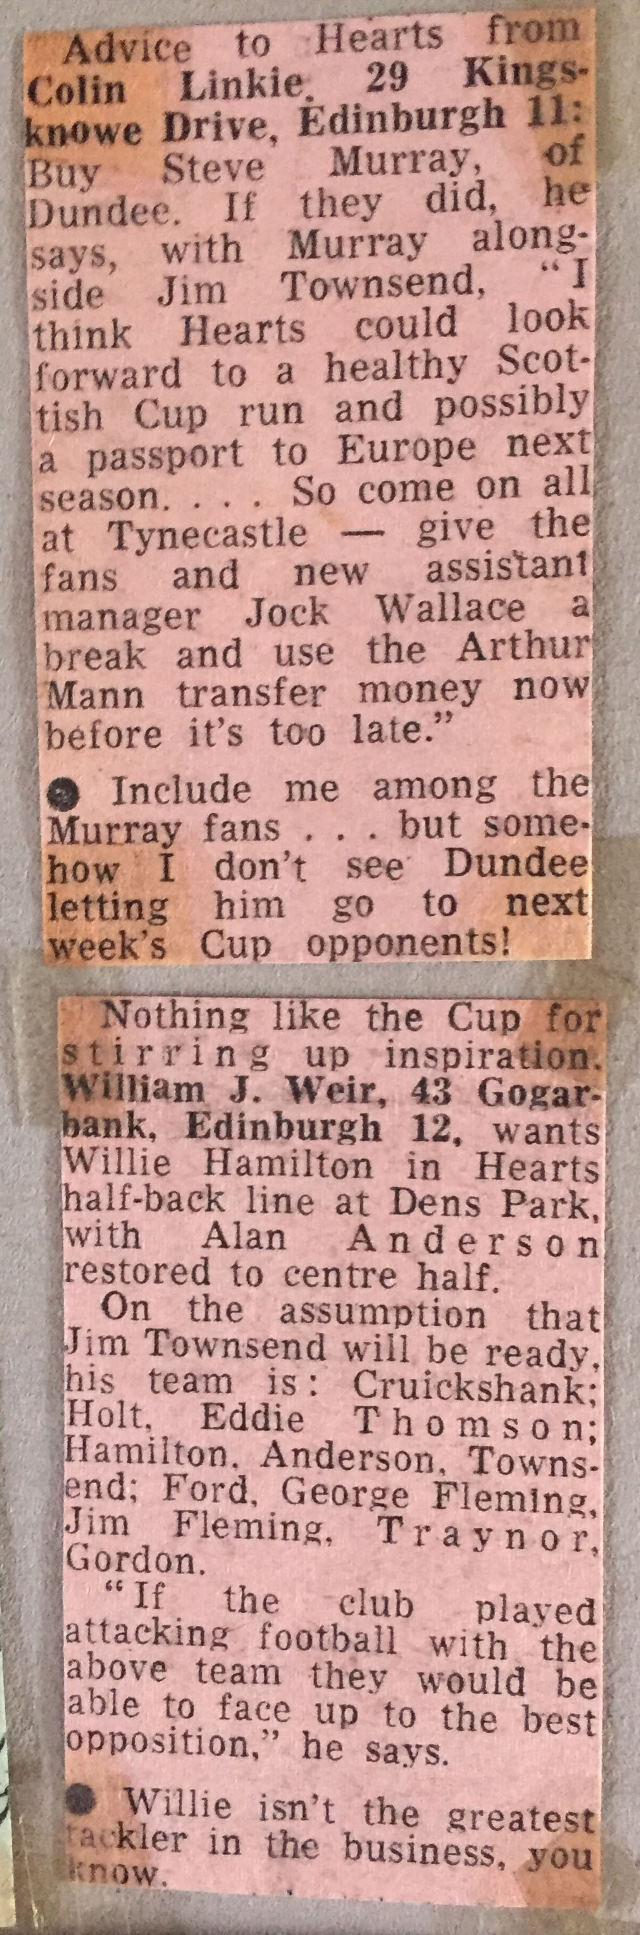 Advice to Hearts from
Colin Linkie, 29 Kings-
knowe Drive, Edinburgh 11:
Buy Steve Murray, of
Dundee. If they did, he
says, with Murray along-
side Jim Townsend, “I
think Hearts could look
forward to a healthy Scot-
tish Cup run and possibly
a passport to Europe next
season. . . . So come on all
at Tynecastle — give the
fans and new assistant
manager Jock Wallace a
break and use the Arthur
Mann transfer money now
before it's too late.”
● Include me among the
Murray fans . . . but some-
how I don't see Dundee
letting him go to next
week's Cup opponents!
Nothing like the Cup for
stirring up inspiration.
William J. Weir, 43 Gogar-
bank, Edinburgh 12, wants
Willie Hamilton in Hearts
half-back line at Dens Park,
with Alan Anderson
restored to centre half.
On the assumption that
Jim Townsend will be ready,
his team is: Cruickshank;
Holt, Eddie Thomson;
Hamilton, Anderson, Towns-
end; Ford, George Fleming,
Jim Fleming, Traynor,
Gordon.
“If the club played
attacking football with the
above team they would be
able to face up to the best
opposition,” he says.
● Willie isn't the greatest
tackler in the business, you
know.